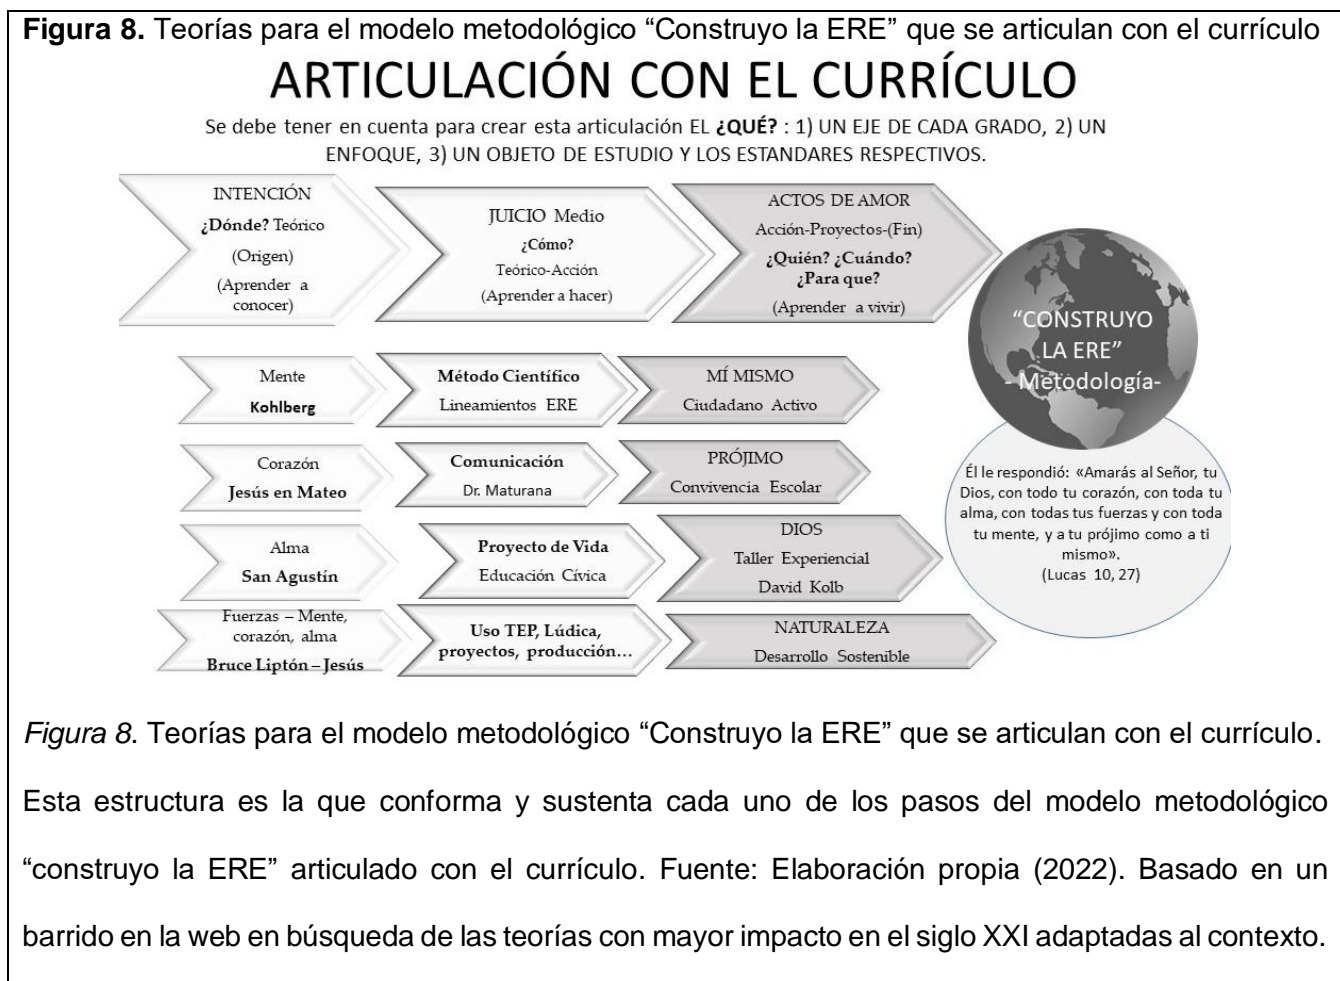 Figura 8. Teorías para el modelo metodológico “Construyo la ERE” que se articulan con el currículo
ARTICULACIÓN CON EL CURRÍCULO
Se debe tener en cuenta para crear esta articulación EL ¿QUÉ? : 1) UN EJE DE CADA GRADO, 2) UN
ENFOQUE, 3) UN OBJETO DE ESTUDIO Y LOS ESTANDARES RESPECTIVOS.
INTENCIÓN
¿Dónde? Teórico
(Origen)
(Aprender a
conocer)
JUICIO Medio
¿Cómo?
Teórico-Acción
(Aprender a hacer)
ACTOS DE AMOR
Acción-Proyectos-(Fin)
¿Quién? ¿Cuándo?
¿Para que?
(Aprender a vivir)
“CONSTRUYO
LA ERE”
- Metodología-
Mente
Kohlberg
Método Científico
Lineamientos ERE
MÍ MISMO
Ciudadano Activo
Corazón
Jesús en Mateo
Comunicación
Dr. Maturana
PRÓJIMO
Convivencia Escolar
Alma
San Agustín
Proyecto de Vida
Educación Cívica
DIOS
Taller Experiencial
David Kolb
Fuerzas – Mente,
corazón, alma
Bruce Liptón – Jesús
Uso TEP, Lúdica,
proyectos, producción…
NATURALEZA
Desarrollo Sostenible
Él le respondió: «Amarás al Señor, tu
Dios, con todo tu corazón, con toda tu
alma, con todas tus fuerzas y con toda
tu mente, y a tu prójimo como a ti
mismo».
(Lucas 10, 27)
Figura 8. Teorías para el modelo metodológico “Construyo la ERE” que se articulan con el currículo.
Esta estructura es la que conforma y sustenta cada uno de los pasos del modelo metodológico
“construyo la ERE” articulado con el currículo. Fuente: Elaboración propia (2022). Basado en un
barrido en la web en búsqueda de las teorías con mayor impacto en el siglo XXI adaptadas al contexto.